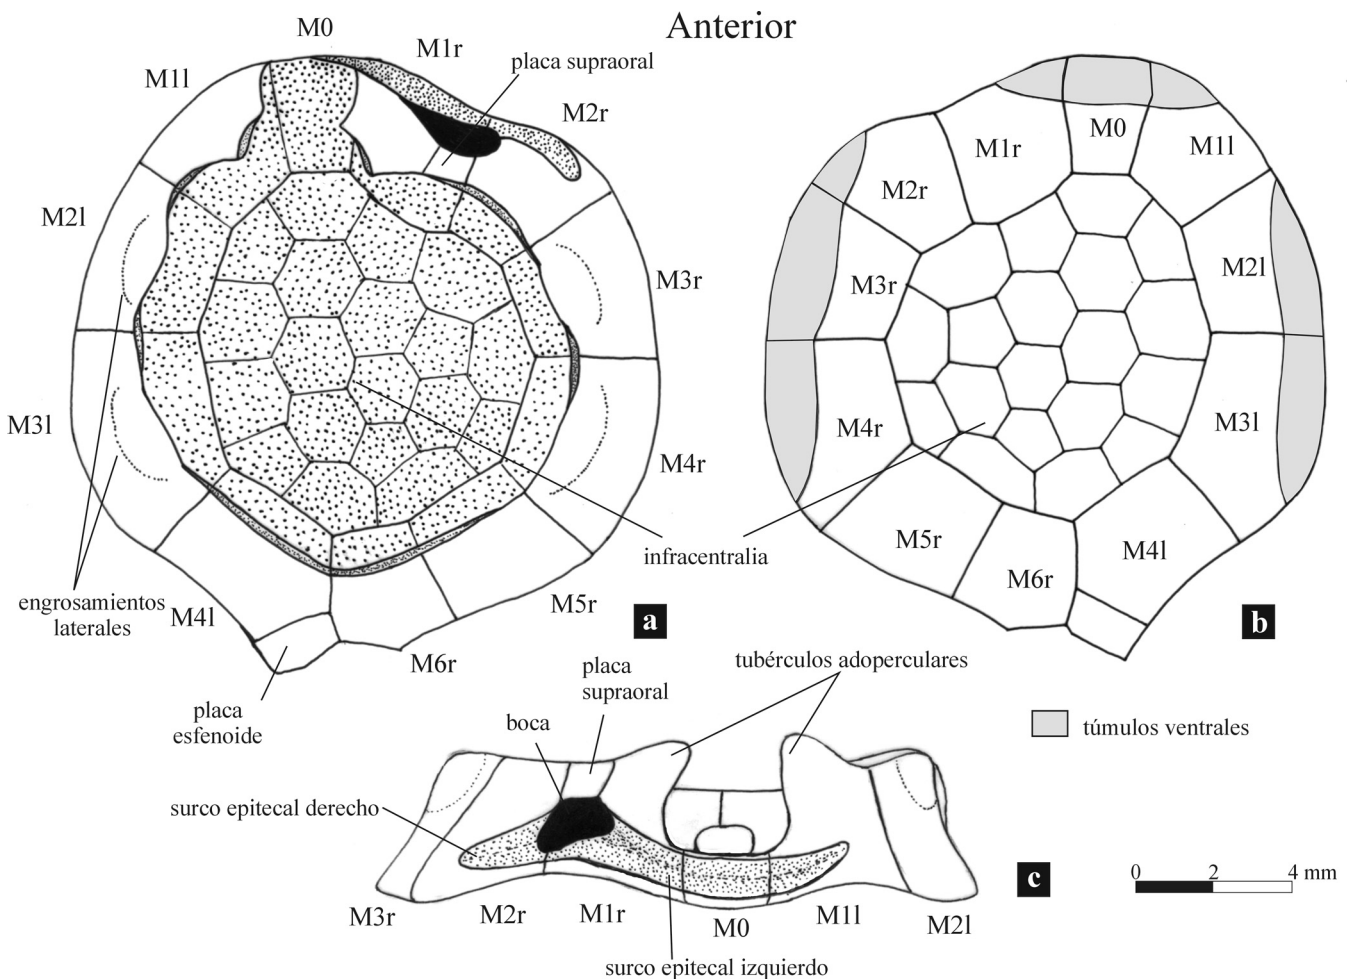 Anterior
M0
M1r
placa supraoral
M1l
M2r
M2l
M3r
M3l
M4r
engrosamientos
laterales
M4l
M5r
M6r
placa
esfenoide
infracentralia
a
M0
M1r
M1l
M2r
M2l
M3r
M4r
M3l
M5r
M4l
M6r
b
túmulos ventrales
tubérculos adoperculares
placa
supraoral
boca
surco epitecal derecho
M3r
M2r
M1r
M0
M1l
M2l
surco epitecal izquierdo
c
0 2 4 mm